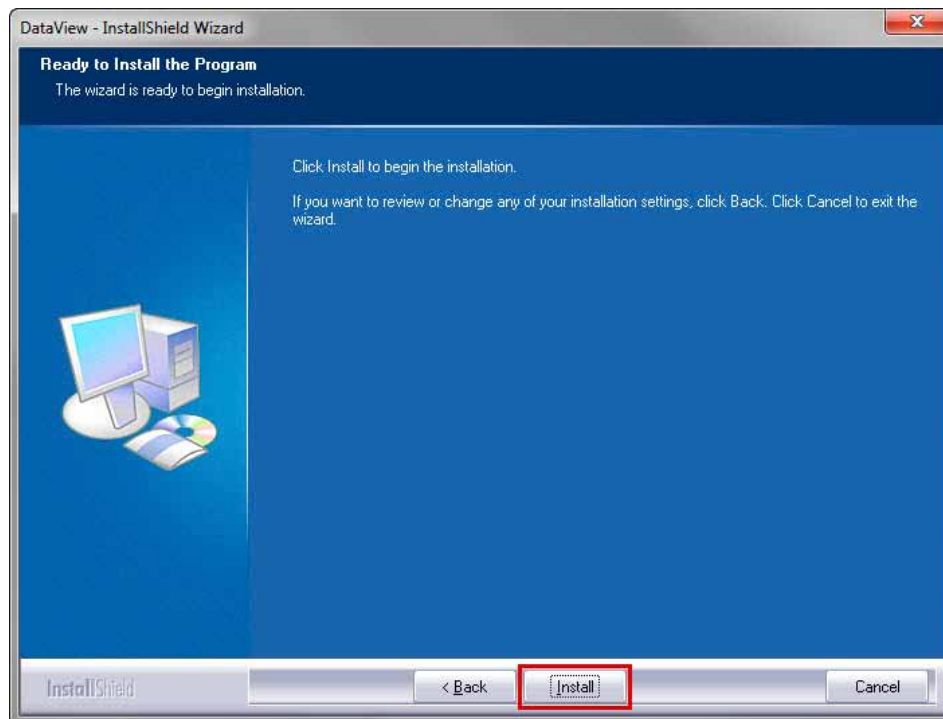 DataView - InstallShield Wizard
Ready to Install the Program
The wizard is ready to begin installation.
Click Install to begin the installation.
If you want to review or change any of your installation settings, click Back. Click Cancel to exit the
wizard.
InstallShield
< Back
Install
Cancel